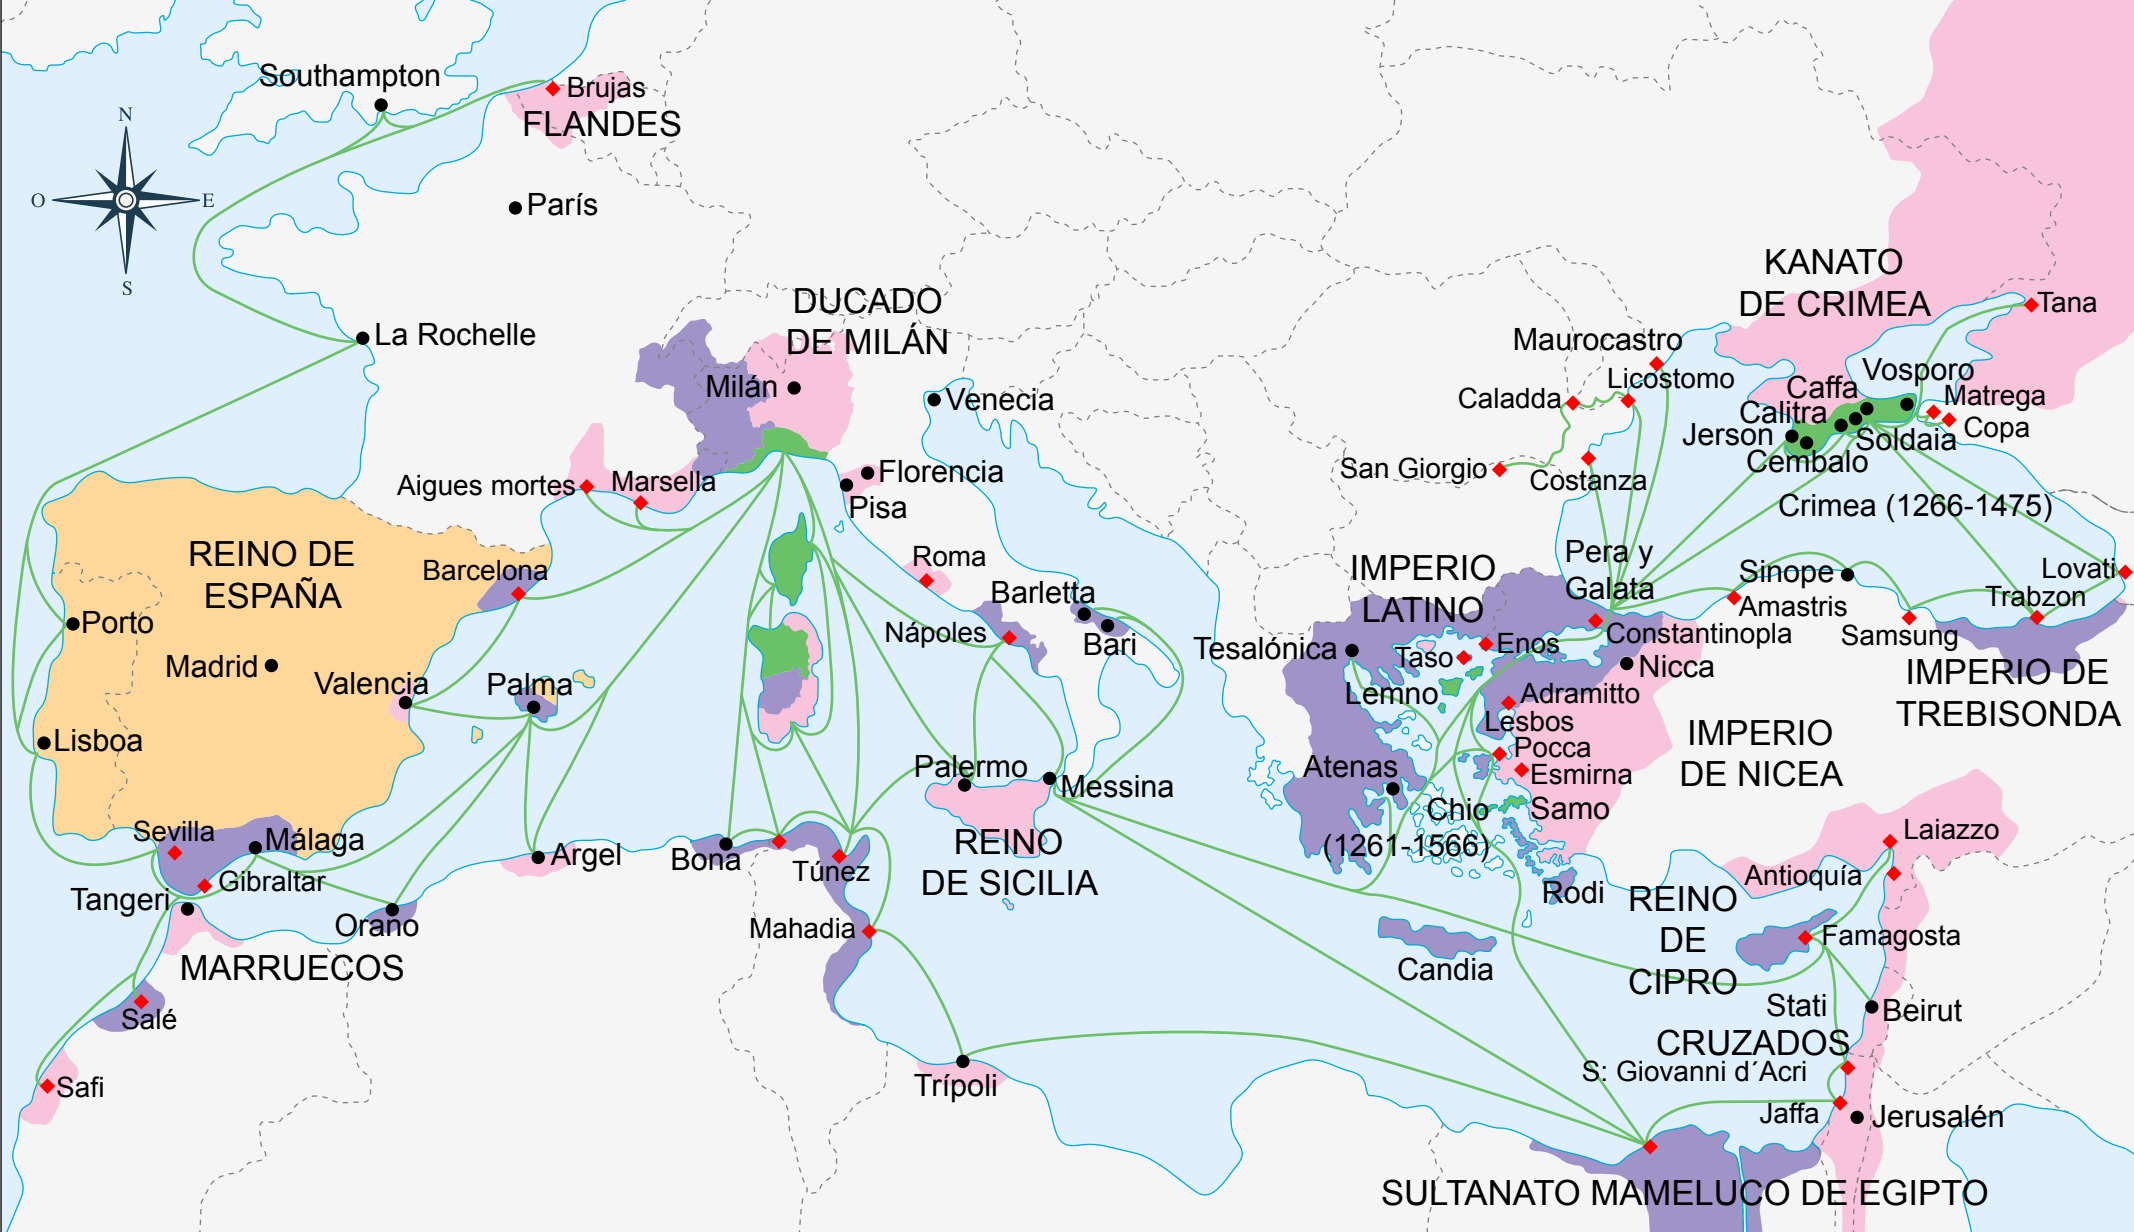 Southampton
Brujas
FLANDES
N
O
E
S
París
La Rochelle
DUCADO
DE MILÁN
Milán
Venecia
Aigues mortes
Marsella
Florencia
Pisa
REINO DE
ESPAÑA
Barcelona
Roma
Barletta
Bari
Nápoles
Porto
Madrid
Valencia
Palma
Lisboa
Palermo
Messina
REINO
DE SICILIA
Sevilla
Málaga
Gibraltar
Tangeri
Orano
Argel
Bona
Túnez
Mahadia
MARRUECOS
Salé
Safi
Trípoli
KANATO
DE CRIMEA
Tana
Maurocastro
Licostomo
Caladda
Vosporo
Caffa
Matrega
Calitra
Copa
Jerson
Soldaia
Cembalo
San Giorgio
Costanza
Crimea (1266-1475)
IMPERIO
LATINO
Pera y
Galata
Sinope
Lovati
Trabzon
Amastris
Samsung
Constantinopla
Tesalónica
Taso
Enos
Nicca
IMPERIO DE
TREBISONDA
Lemno
Adramitto
Lesbos
IMPERIO
DE NICEA
Pocca
Esmirna
Atenas
Chio
(1261-1566)
Samo
Laiazzo
Antioquía
Rodi
REINO
DE
CIPRO
Famagosta
Candia
Stati
CRUZADOS
Beirut
S: Giovanni d´Acri
Jaffa
Jerusalén
SULTANATO MAMELUCO DE EGIPTO